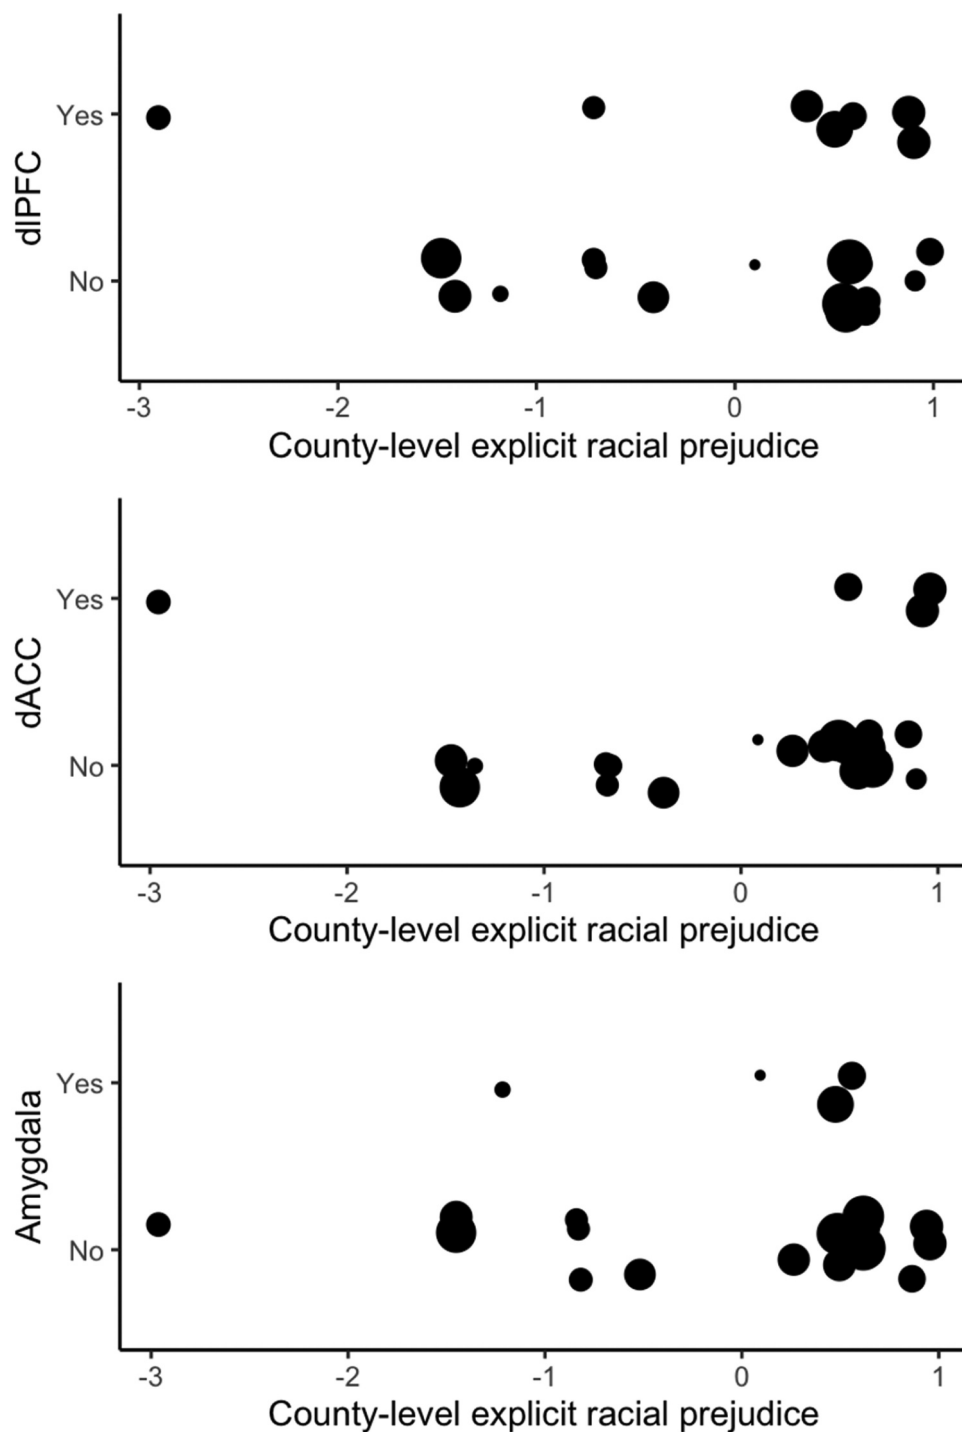 dlPFC
Yes
No
-3 -2 -1 0 1
County-level explicit racial prejudice
dACC
Yes
No
-3 -2 -1 0 1
County-level explicit racial prejudice
Amygdala
Yes
No
-3 -2 -1 0 1
County-level explicit racial prejudice